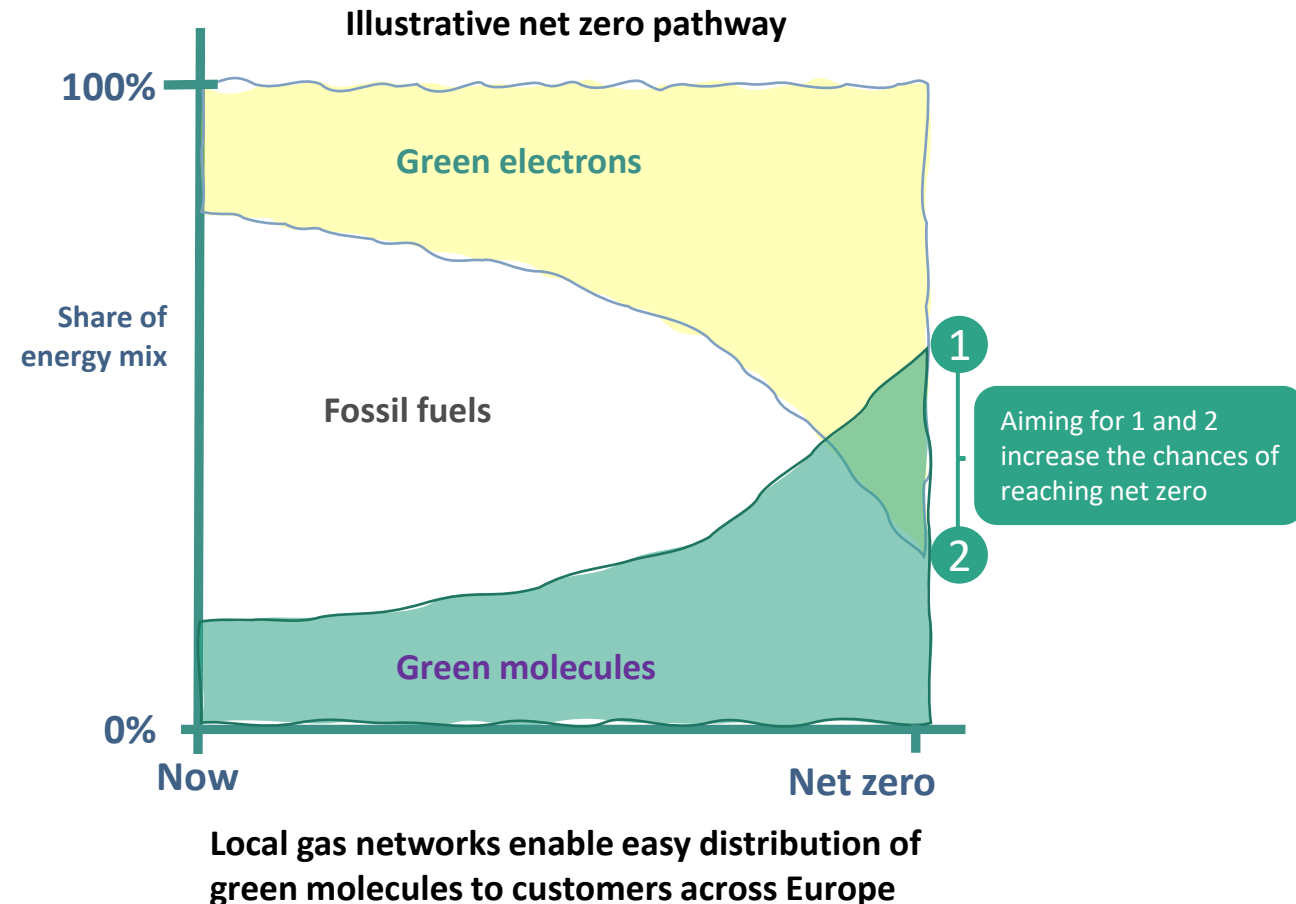 Illustrative net zero pathway
100%
Green electrons
Share of
energy mix
1
Fossil fuels
Aiming for 1 and 2
increase the chances of
reaching net zero
2
Green molecules
0%
Now
Net zero
Local gas networks enable easy distribution of
green molecules to customers across Europe